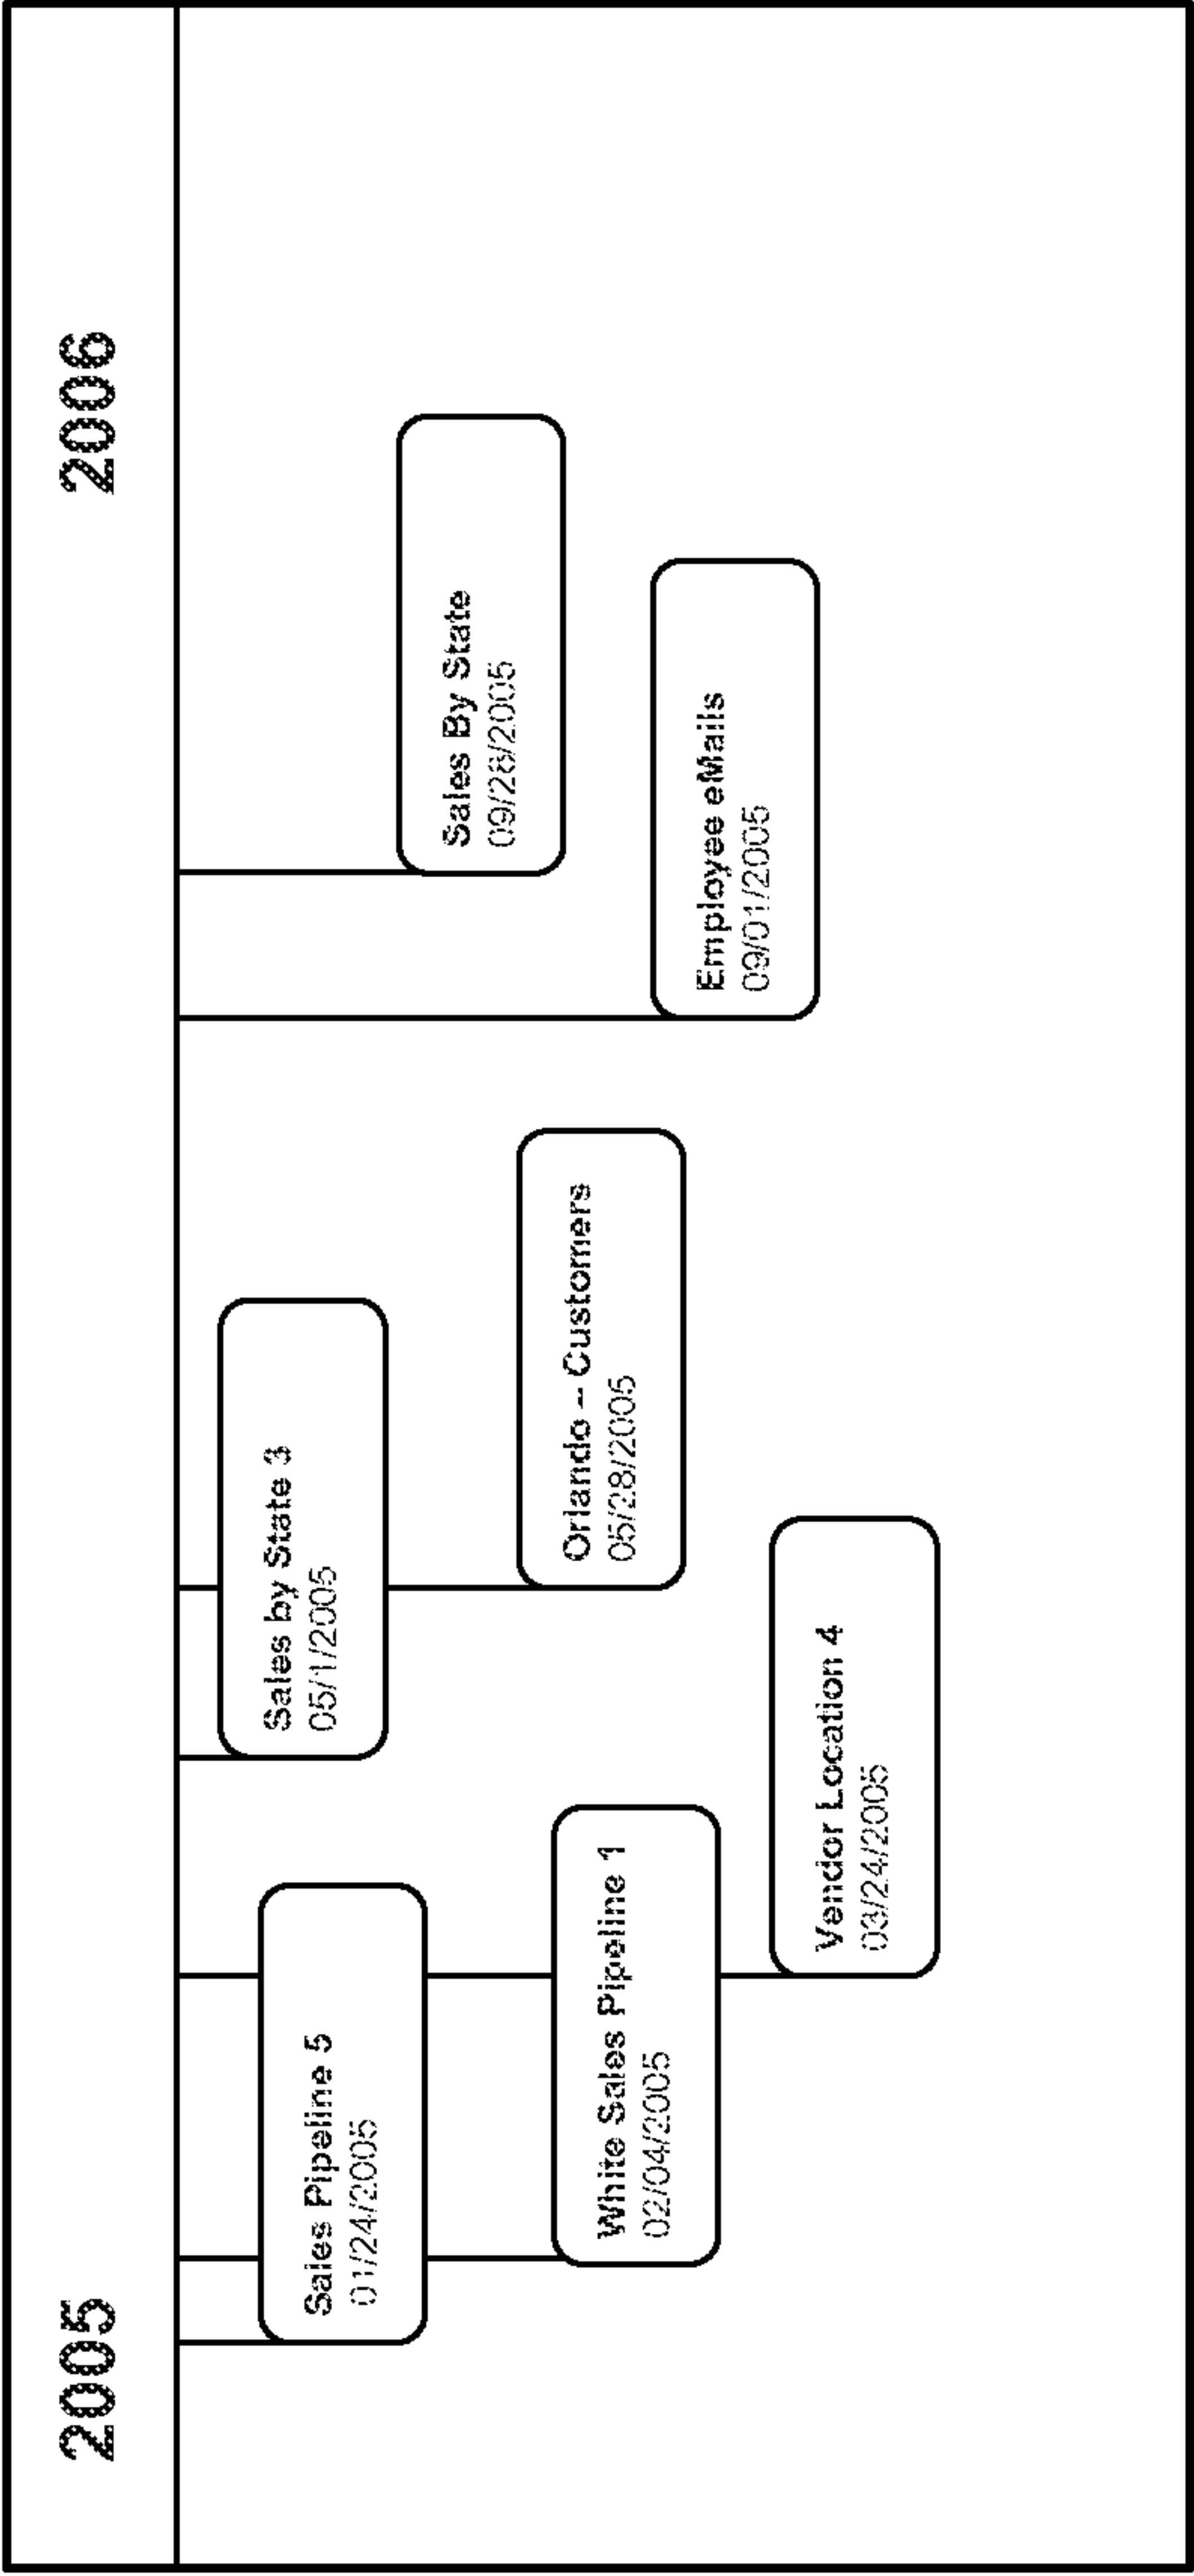 2005
2006
Sales Pipeline 5
01/24/2005
White Sales Pipeline 1
02/04/2005
Vendor Location 4
03/24/2005
Sales by State 3
05/1/2005
Orlando – Customers
05/28/2005
Employee eMails
09/01/2005
Sales By State
09/28/2005